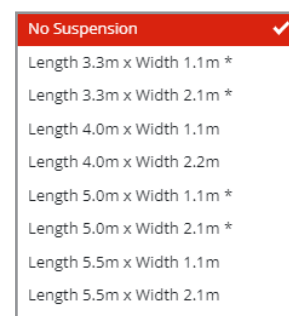 No Suspension
Length 3.3m x Width 1.1m *
Length 3.3m x Width 2.1m *
Length 4.0m x Width 1.1m
Length 4.0m x Width 2.2m
Length 5.0m x Width 1.1m *
Length 5.0m x Width 2.1m *
Length 5.5m x Width 1.1m
Length 5.5m x Width 2.1m